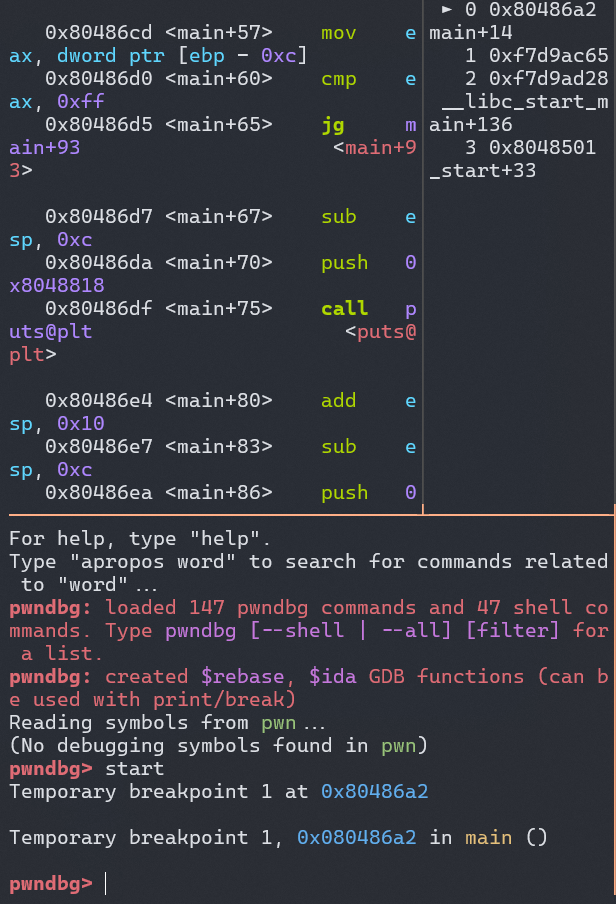 0x80486cd <main+57>    mov    e
ax, dword ptr [ebp - 0xc]
0x80486d0 <main+60>    cmp    e
ax, 0xff
0x80486d5 <main+65>    jg     m
ain+93                     <main+9
3>
0x80486d7 <main+67>    sub    e
sp, 0xc
0x80486da <main+70>    push   0
x8048818
0x80486df <main+75>    call   p
uts@plt                     <puts@
plt>
0x80486e4 <main+80>    add    e
sp, 0x10
0x80486e7 <main+83>    sub    e
sp, 0xc
0x80486ea <main+86>    push   0
► 0 0x80486a2
main+14
1 0xf7d9ac65
2 0xf7d9ad28
__libc_start_m
ain+136
3 0x8048501
_start+33
For help, type "help".
Type "apropos word" to search for commands related
to "word"...
pwndbg: loaded 147 pwndbg commands and 47 shell co
mmands. Type pwndbg [--shell | --all] [filter] for
a list.
pwndbg: created $rebase, $ida GDB functions (can b
e used with print/break)
Reading symbols from pwn...
(No debugging symbols found in pwn)
pwndbg> start
Temporary breakpoint 1 at 0x80486a2
Temporary breakpoint 1, 0x080486a2 in main ()
pwndbg>